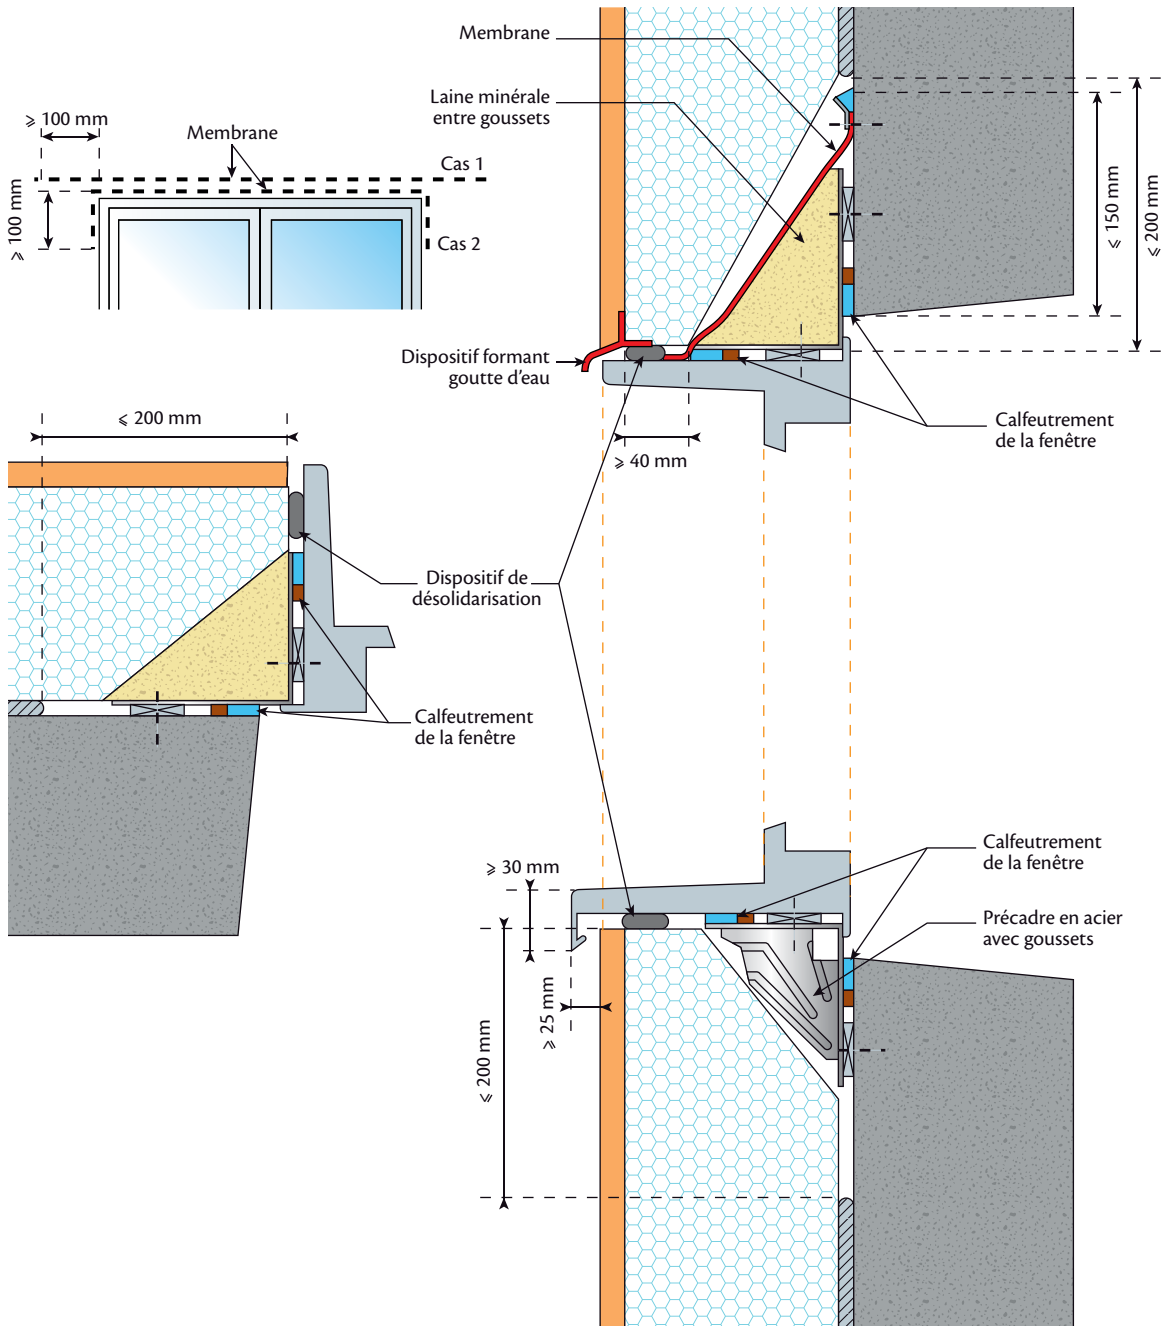 Membrane
Laine minérale
entre goussets
⩾ 100 mm
Membrane
Cas 1
⩾ 100 mm
Cas 2
⩽ 150 mm
⩽ 200 mm
Dispositif formant
goutte d'eau
⩽ 200 mm
⩾ 40 mm
Calfeutrement
de la fenêtre
Dispositif de
désolidarisation
Calfeutrement
de la fenêtre
Calfeutrement
de la fenêtre
⩾ 30 mm
Précadre en acier
avec goussets
⩾ 25 mm
⩽ 200 mm